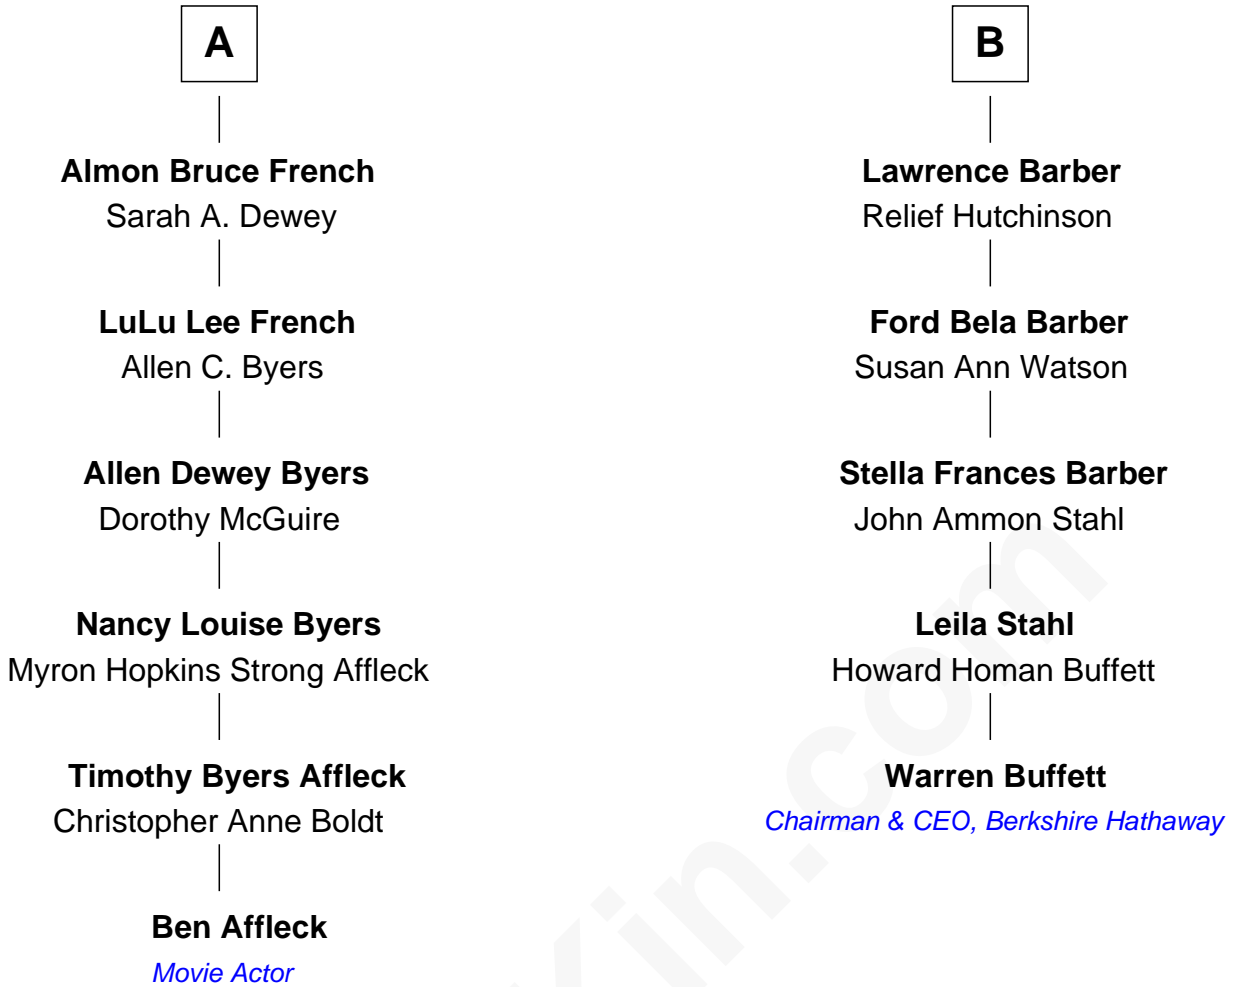 A
Almon Bruce French
Sarah A. Dewey
LuLu Lee French
Allen C. Byers
Allen Dewey Byers
Dorothy McGuire
Nancy Louise Byers
Myron Hopkins Strong Affleck
Timothy Byers Affleck
Christopher Anne Boldt
Ben Affleck
Movie Actor
B
Lawrence Barber
Relief Hutchinson
Ford Bela Barber
Susan Ann Watson
Stella Frances Barber
John Ammon Stahl
Leila Stahl
Howard Homan Buffett
Warren Buffett
Chairman & CEO, Berkshire Hathaway
Kin.com